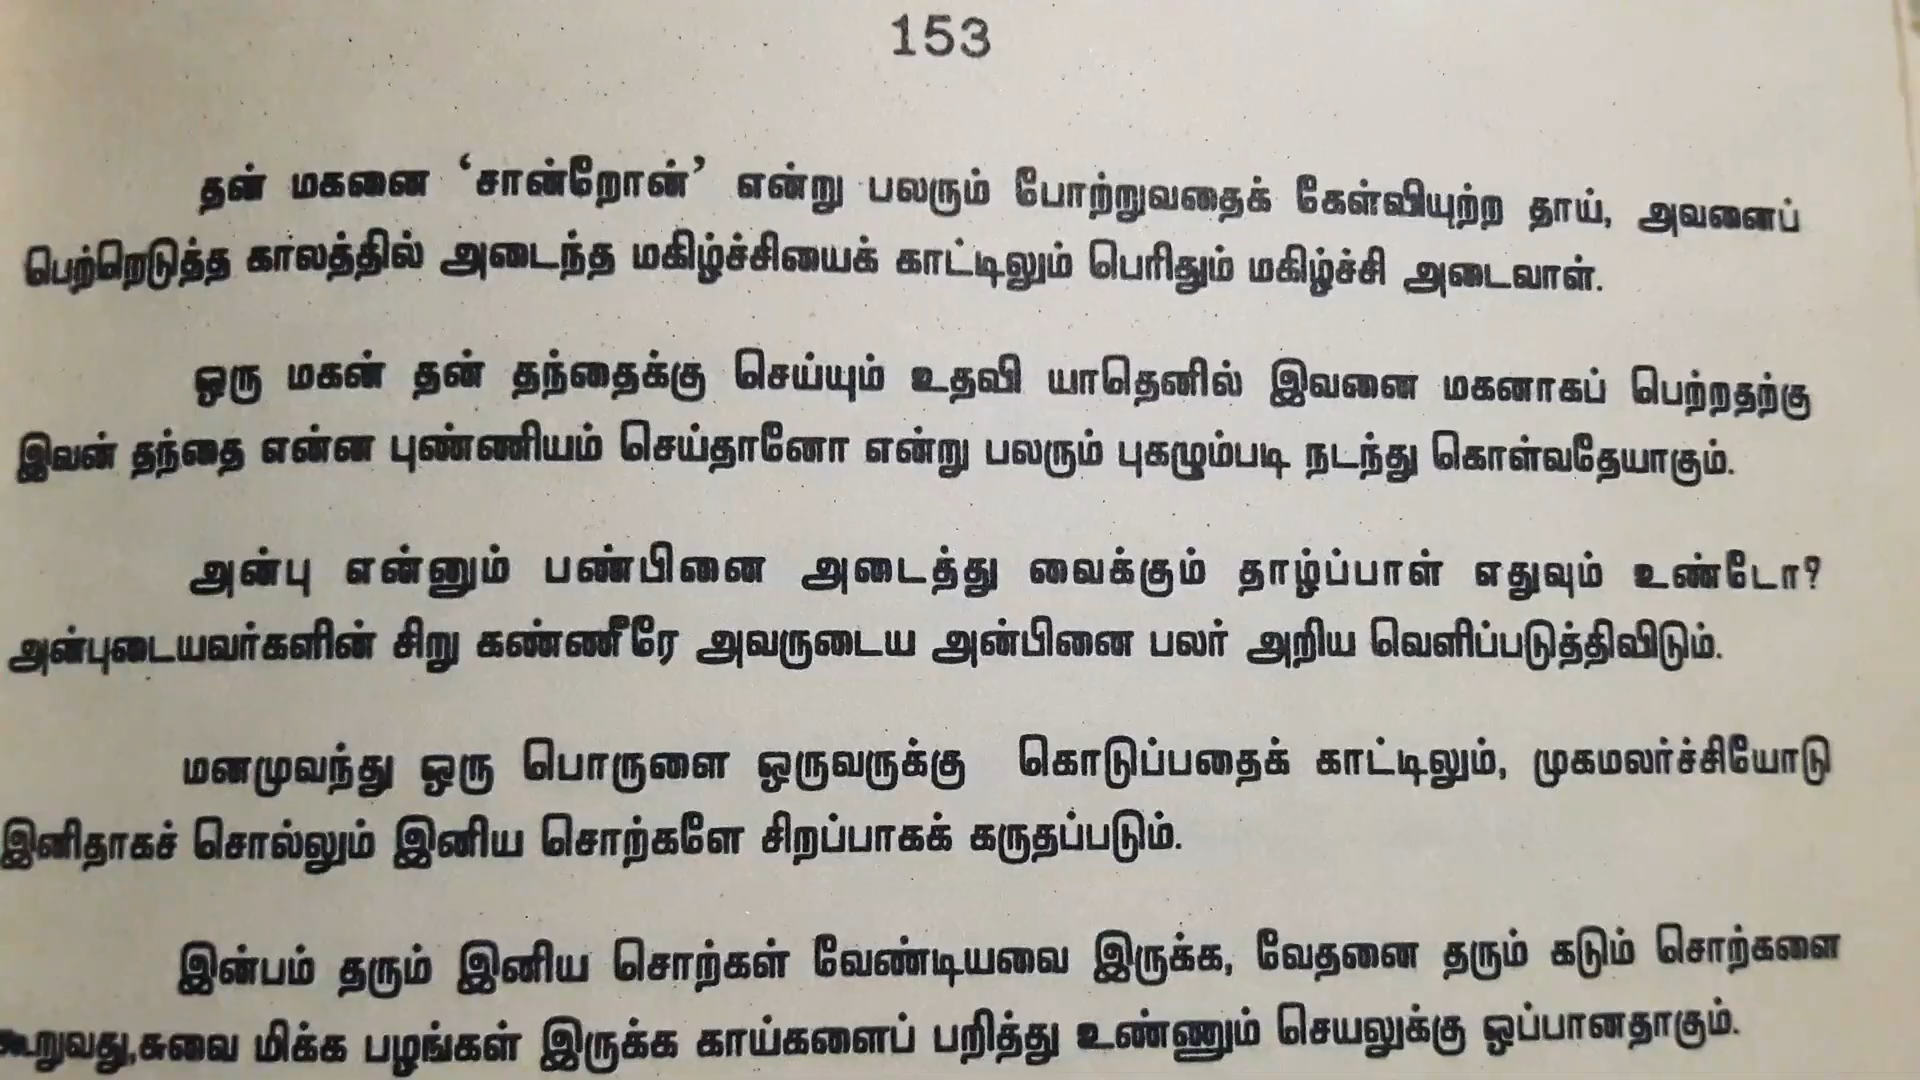 153
தன் மகனை ‘சான்றோன்’ என்று பலரும் போற்றுவதைக் கேள்வியுற்ற தாய், அவனைப்
பெற்றெடுத்த காலத்தில் அடைந்த மகிழ்ச்சியைக் காட்டிலும் பெரிதும் மகிழ்ச்சி அடைவாள்.
ஒரு மகன் தன் தந்தைக்கு செய்யும் உதவி யாதெனில் இவனை மகனாகப் பெற்றதற்கு
இவன் தந்தை என்ன புண்ணியம் செய்தானோ என்று பலரும் புகழும்படி நடந்து கொள்வதேயாகும்.
அன்பு என்னும் பண்பினை அடைத்து வைக்கும் தாழ்ப்பாள் எதுவும் உண்டோ?
அன்புடையவர்களின் சிறு கண்ணீரே அவருடைய அன்பினை பலர் அறிய வெளிப்படுத்திவிடும்.
மனமுவந்து ஒரு பொருளை ஒருவருக்கு கொடுப்பதைக் காட்டிலும், முகமலர்ச்சியோடு
இனிதாகச் சொல்லும் இனிய சொற்களே சிறப்பாகக் கருதப்படும்.
இன்பம் தரும் இனிய சொற்கள் வேண்டியவை இருக்க, வேதனை தரும் கடும் சொற்களை
கூறுவது,சுவை மிக்க பழங்கள் இருக்க காய்களைப் பறித்து உண்ணும் செயலுக்கு ஒப்பானதாகும்.